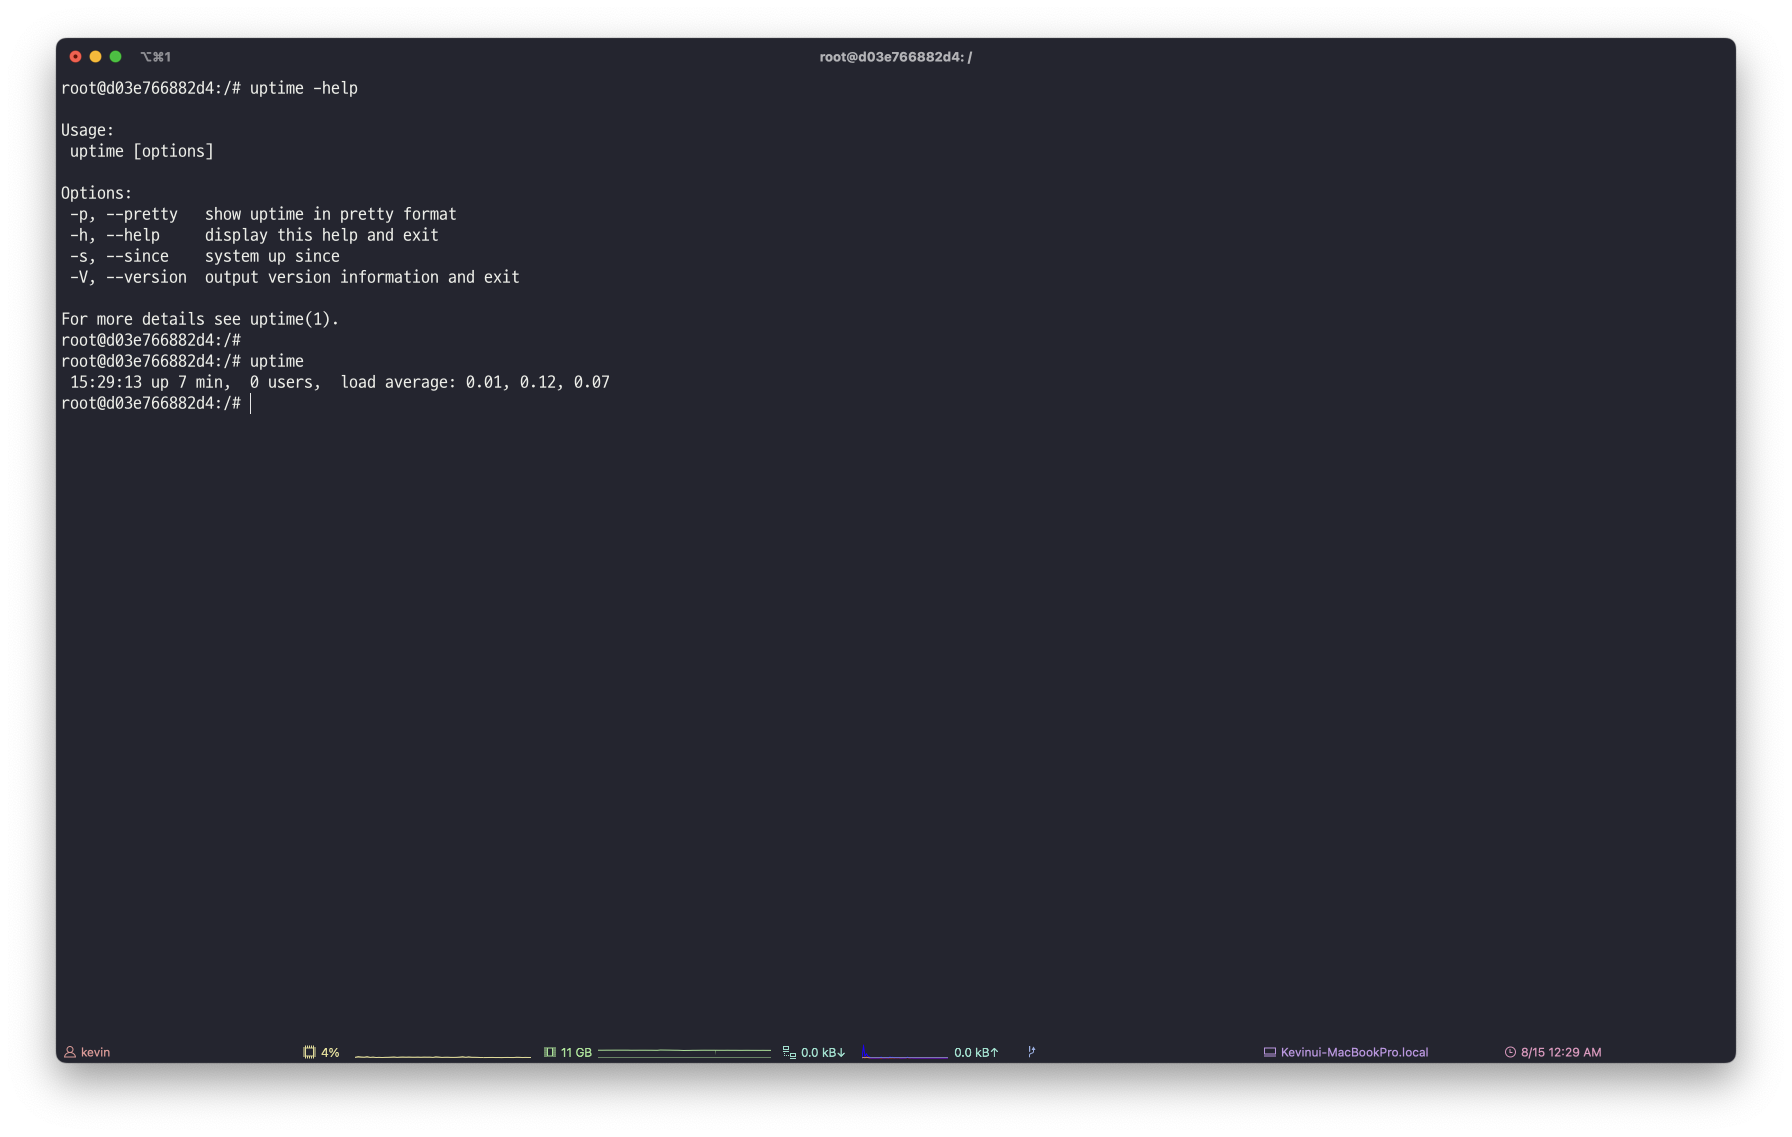 ⌥⌘1
root@d03e766882d4: /
root@d03e766882d4:/# uptime -help
Usage:
 uptime [options]
Options:
 -p, --pretty   show uptime in pretty format
 -h, --help     display this help and exit
 -s, --since    system up since
 -V, --version  output version information and exit
For more details see uptime(1).
root@d03e766882d4:/#
root@d03e766882d4:/# uptime
 15:29:13 up 7 min,  0 users,  load average: 0.01, 0.12, 0.07
root@d03e766882d4:/#
kevin 4% 11 GB 0.0 kB↓ 0.0 kB↑ Kevinui-MacBookPro.local 8/15 12:29 AM